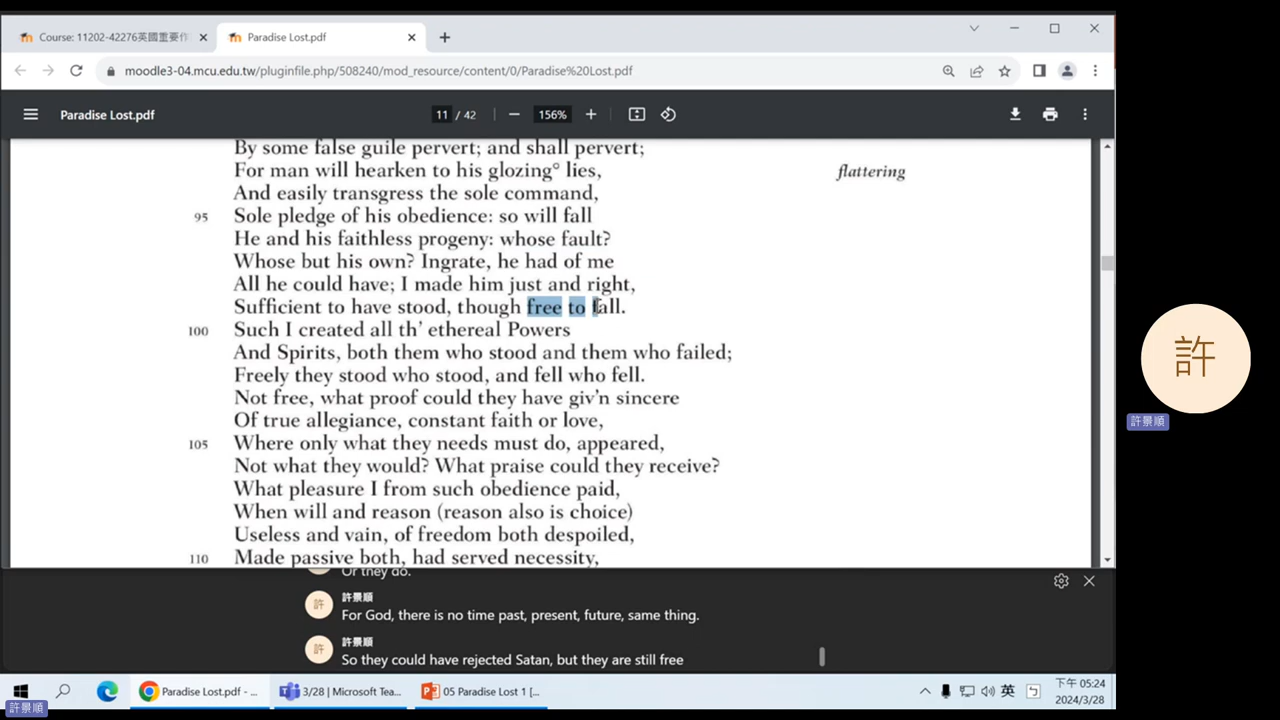 Course: 11202-42276英國重要作
Paradise Lost.pdf
moodle3-04.mcu.edu.tw/pluginfile.php/508240/mod_resource/content/0/Paradise%20Lost.pdf
Paradise Lost.pdf
11 / 42
156%
By some false guile pervert; and shall pervert;
For man will hearken to his glozing° lies, flattering
And easily transgress the sole command,
95 Sole pledge of his obedience: so will fall
He and his faithless progeny: whose fault?
Whose but his own? Ingrate, he had of me
All he could have; I made him just and right,
Sufficient to have stood, though free to fall.
100 Such I created all th' ethereal Powers
And Spirits, both them who stood and them who failed;
Freely they stood who stood, and fell who fell.
Not free, what proof could they have giv'n sincere
Of true allegiance, constant faith or love,
105 Where only what they needs must do, appeared,
Not what they would? What praise could they receive?
What pleasure I from such obedience paid,
When will and reason (reason also is choice)
Useless and vain, of freedom both despoiled,
110 Made passive both, had served necessity,
Or they do.
許
許景順
For God, there is no time past, present, future, same thing.
許
許景順
So they could have rejected Satan, but they are still free
許
許景順
Paradise Lost.pdf - ...
3/28 | Microsoft Tea...
05 Paradise Lost 1 [...
英
下午 05:24
2024/3/28
許景順